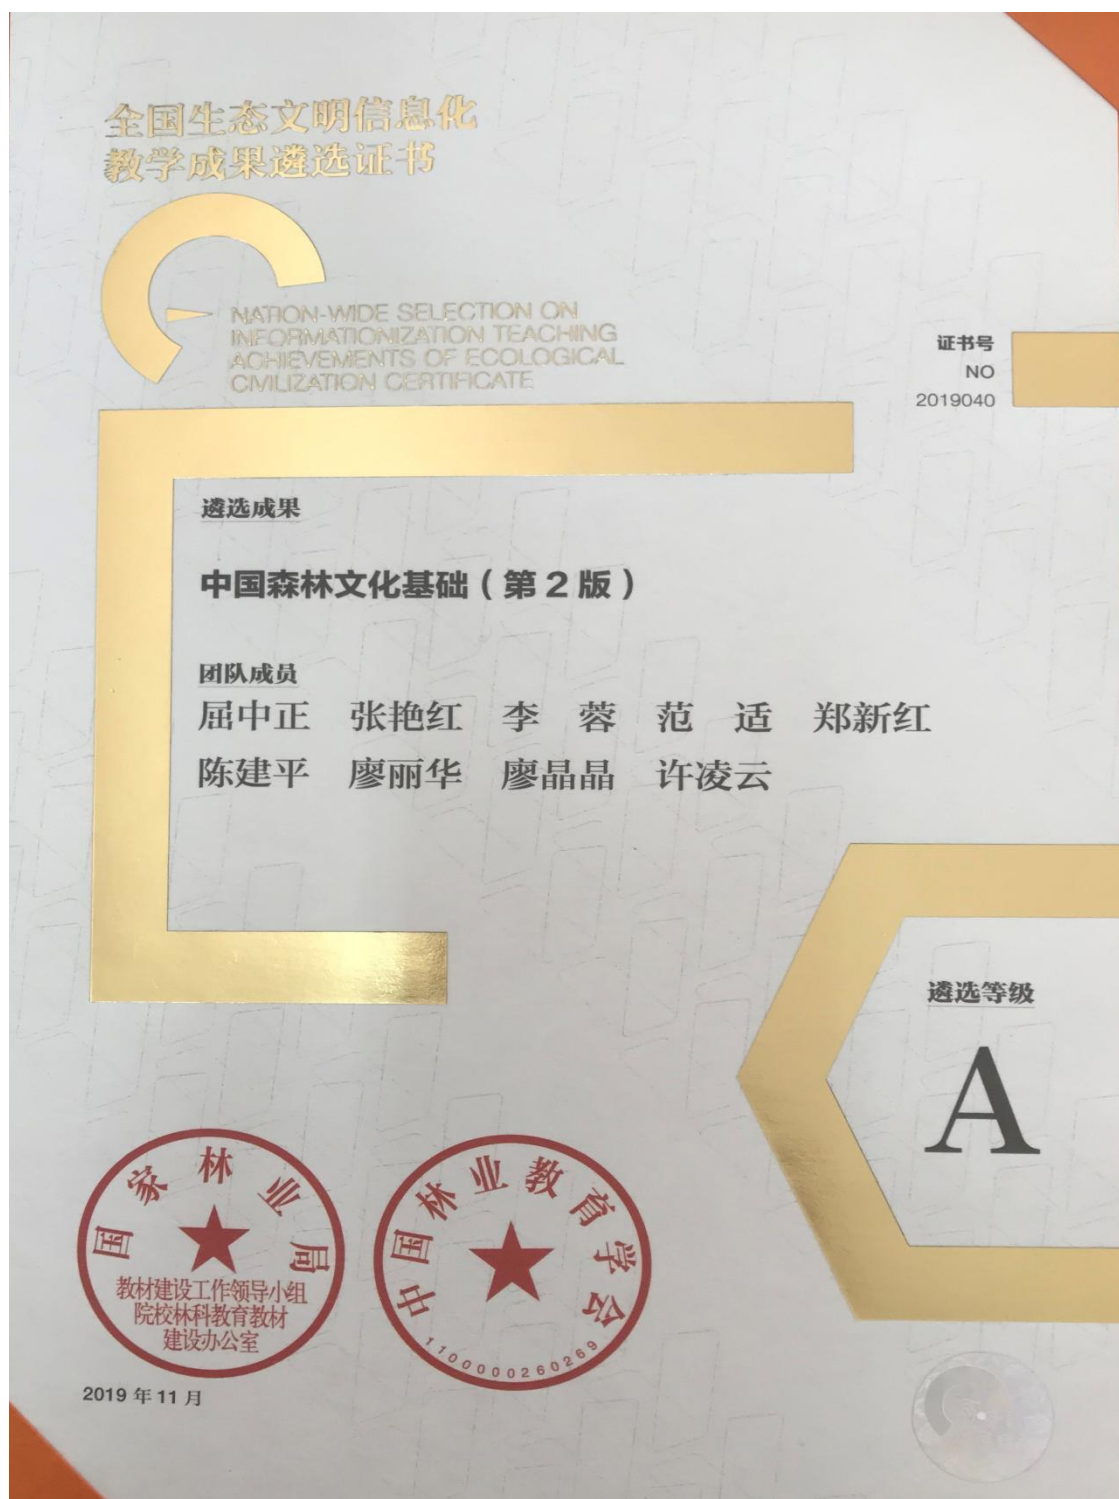 全国生态文明信息化
教学成果遴选证书
NATION-WIDE SELECTION ON
INFORMATIONIZATION TEACHING
ACHIEVEMENTS OF ECOLOGICAL
CIVILIZATION CERTIFICATE
证书号
NO
2019040
遴选成果
中国森林文化基础（第 2 版）
团队成员
屈中正 张艳红 李 蓉 范 适 郑新红
陈建平 廖丽华 廖晶晶 许凌云
遴选等级
A
国家林业局
教材建设工作领导小组
院校林科教育教材
建设办公室
中国林业教育学会
1100000260269
2019 年 11 月